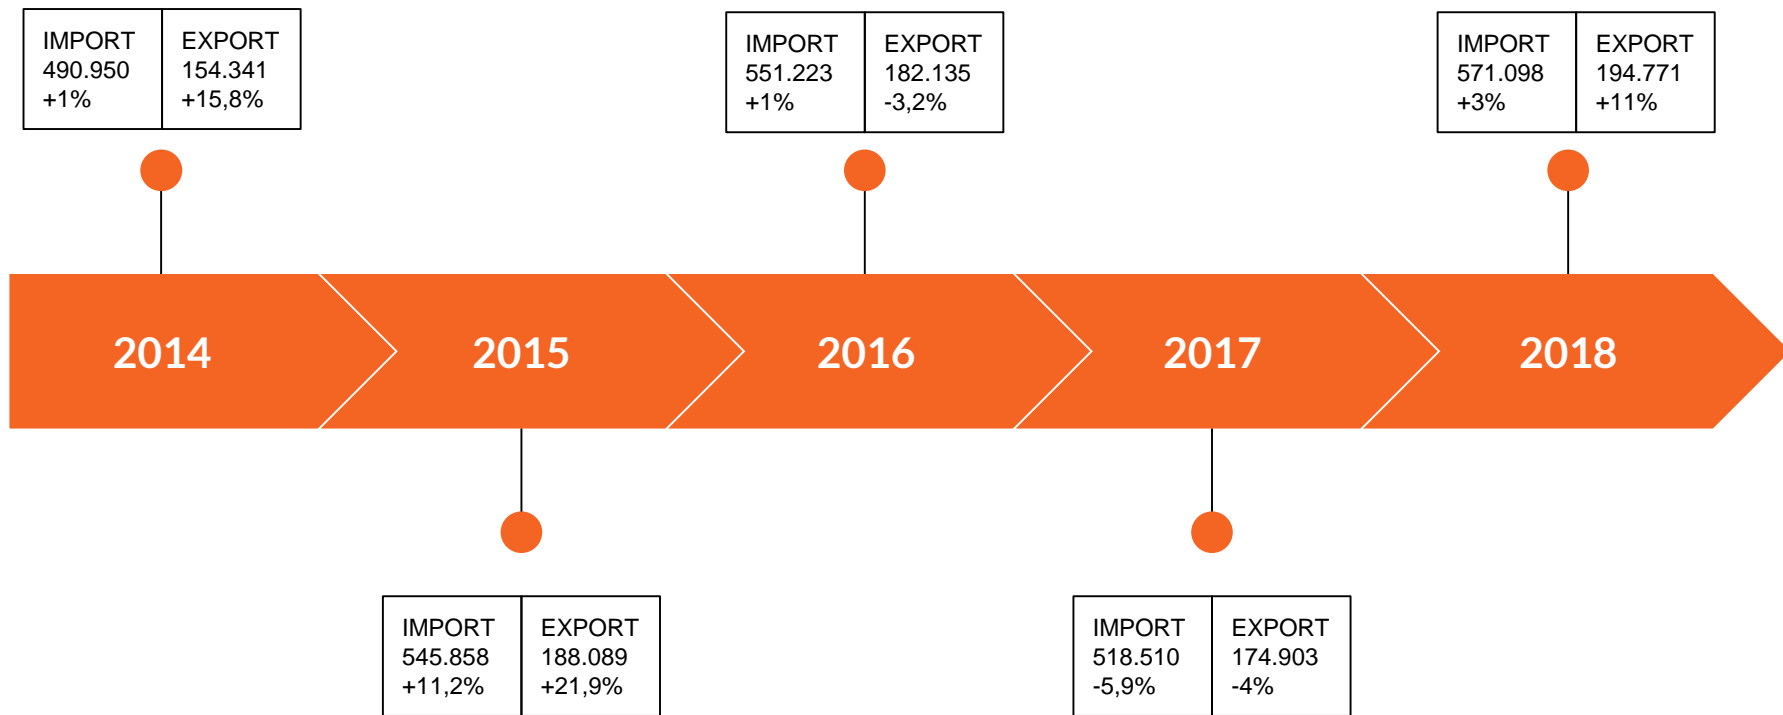 IMPORT
490.950
+1%
EXPORT
154.341
+15,8%
IMPORT
551.223
+1%
EXPORT
182.135
-3,2%
IMPORT
571.098
+3%
EXPORT
194.771
+11%
2014
2015
2016
2017
2018
IMPORT
545.858
+11,2%
EXPORT
188.089
+21,9%
IMPORT
518.510
-5,9%
EXPORT
174.903
-4%